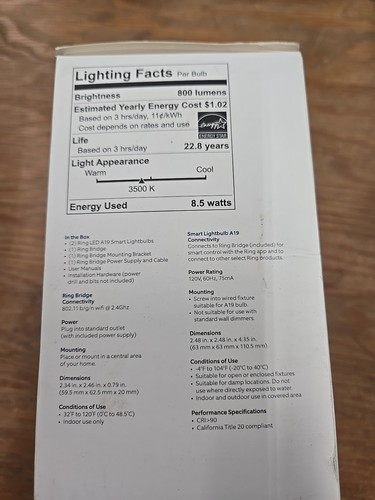 Lighting Facts Per Bulb
Brightness 800 lumens
Estimated Yearly Energy Cost $1.02
Based on 3 hrs/day, 11¢/kWh
Cost depends on rates and use
ENERGY STAR
Life
Based on 3 hrs/day 22.8 years
Light Appearance
Warm Cool
3500 K
Energy Used 8.5 watts
In the Box
• (2) Ring LED A19 Smart Lightbulbs
• (1) Ring Bridge
• (1) Ring Bridge Mounting Bracket
• (1) Ring Bridge Power Supply and Cable
• User Manuals
• Installation Hardware (power
drill and bits not included)
Ring Bridge
Connectivity
802.11 b/g/n wifi @ 2.4Ghz
Power
Plug into standard outlet
(with included power supply)
Mounting
Place or mount in a central area
of your home.
Dimensions
2.34 in. x 2.46 in. x 0.79 in.
(59.5 mm x 62.5 mm x 20 mm)
Conditions of Use
• 32°F to 120°F (0°C to 48.5°C)
• Indoor use only
Smart Lightbulb A19
Connectivity
Connects to Ring Bridge (included) for
smart control with the Ring app and to
connect to other select Ring products.
Power Rating
120V, 60Hz, 75mA
Mounting
• Screw into wired fixture
suitable for A19 bulb.
• Not suitable for use with
standard wall dimmers.
Dimensions
2.48 in. x 2.48 in. x 4.35 in.
(63 mm x 63 mm x 110.5 mm)
Conditions of Use
• -4°F to 104°F (-20°C to 40°C)
• Suitable for open or enclosed fixtures
• Suitable for damp locations. Do not
use where directly exposed to water.
• Indoor and outdoor use in covered area
Performance Specifications
• CRI >90
• California Title 20 compliant.